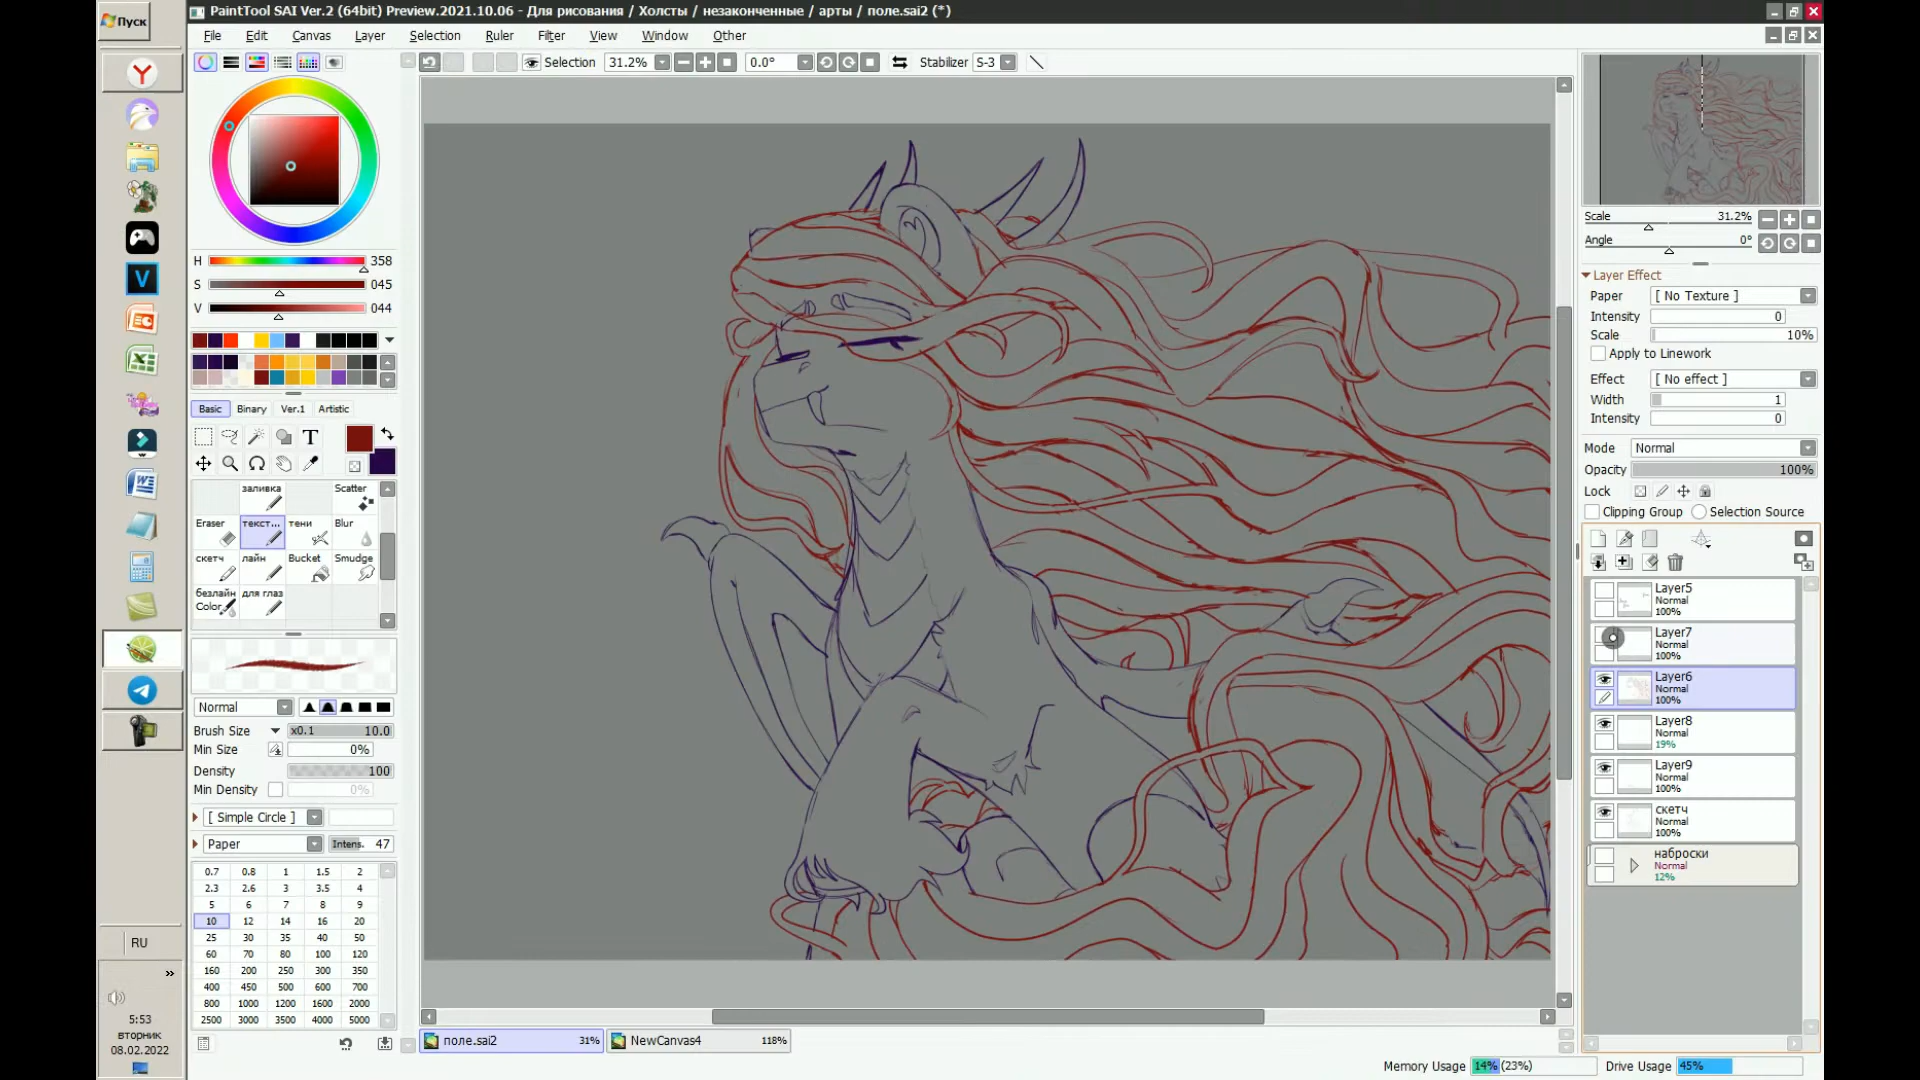 Пуск
PaintTool SAI Ver.2 (64bit) Preview.2021.10.06 - Для рисования / Холсты / незаконченные / арты / поле.sai2 (*)
File Edit Canvas Layer Selection Ruler Filter View Window Other
Selection 31.2% 0.0° Stabilizer S-3
H 358
S 045
V 044
Basic Binary Ver.1 Artistic
T
заливка Scatter
Eraser текст... тени Blur
скетч лайн Bucket Smudge
безлайн для глаз
Color
Normal
Brush Size x0.1 10.0
Min Size 0%
Density 100
Min Density 0%
[ Simple Circle ]
Paper Intens. 47
0.7 0.8 1 1.5 2
2.3 2.6 3 3.5 4
5 6 7 8 9
10 12 14 16 20
25 30 35 40 50
60 70 80 100 120
160 200 250 300 350
400 450 500 600 700
800 1000 1200 1600 2000
2500 3000 3500 4000 5000
RU
»
5:53
вторник
08.02.2022
поле.sai2 31%
NewCanvas4 118%
Scale 31.2%
Angle 0°
Layer Effect
Paper [ No Texture ]
Intensity 0
Scale 10%
Apply to Linework
Effect [ No effect ]
Width 1
Intensity 0
Mode Normal
Opacity 100%
Lock
Clipping Group Selection Source
Layer5
Normal
100%
Layer7
Normal
100%
Layer6
Normal
100%
Layer8
Normal
19%
Layer9
Normal
100%
скетч
Normal
100%
наброски
Normal
12%
Memory Usage 14% (23%) Drive Usage 45%